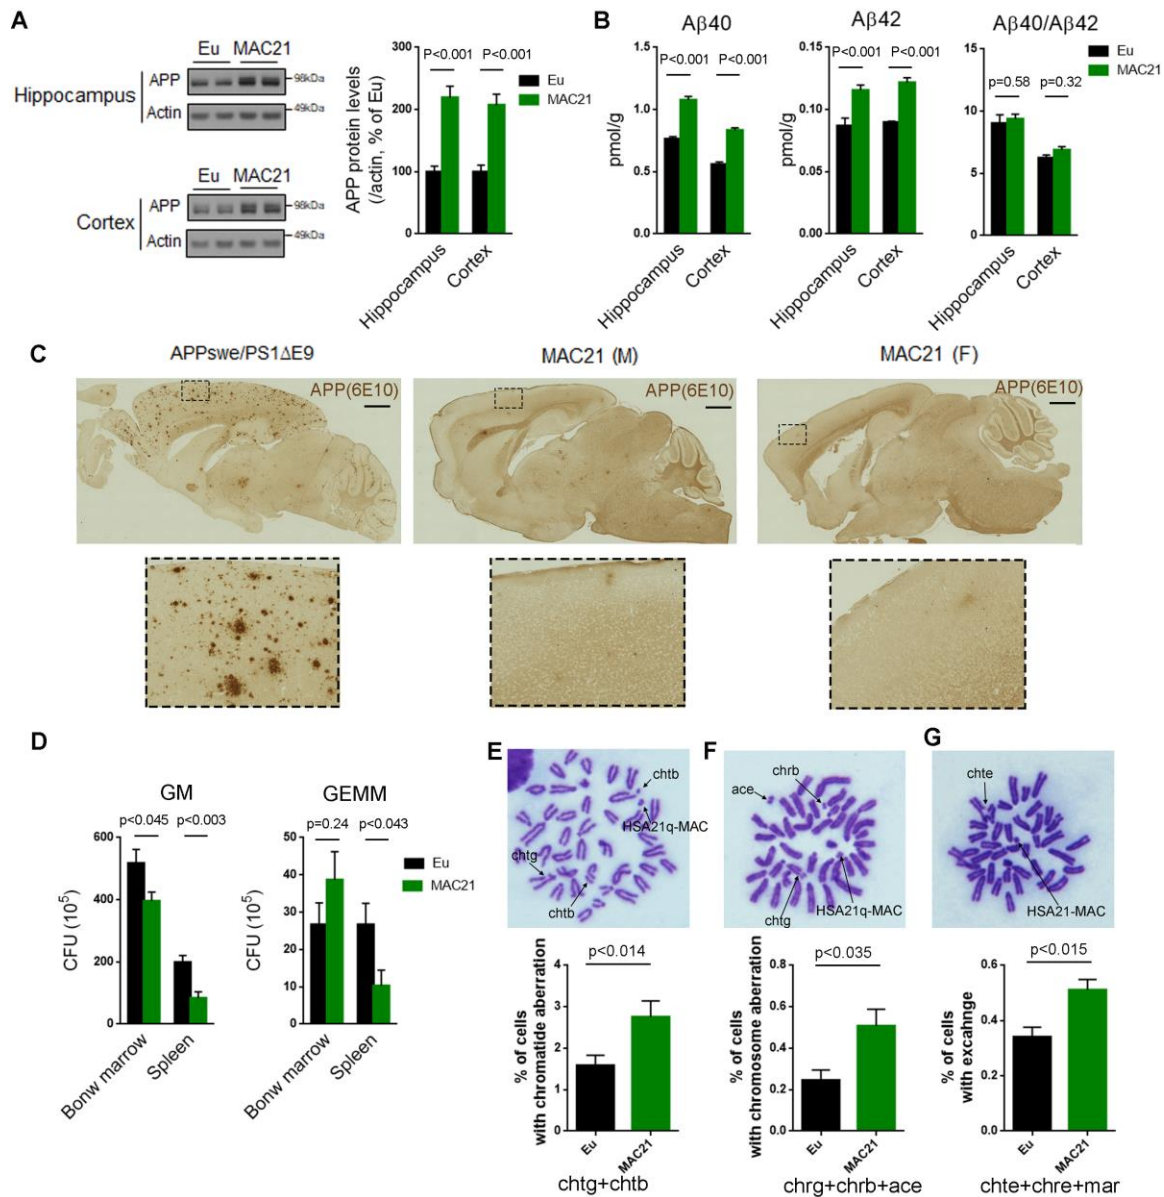 A
Eu MAC21
Hippocampus
APP
98kDa
Actin
49kDa
Eu MAC21
Cortex
APP
98kDa
Actin
49kDa
APP protein levels
(/actin, % of Eu)
300
200
100
0
P<0.001 P<0.001
Eu
MAC21
Hippocampus
Cortex
B
Aβ40
pmol/g
1.5
1.0
0.5
0.0
P<0.001
P<0.001
Hippocampus
Cortex
Aβ42
pmol/g
0.15
0.10
0.05
0.00
P<0.001 P<0.001
Hippocampus
Cortex
Aβ40/Aβ42
15
10
5
0
p=0.58
p=0.32
Eu
MAC21
Hippocampus
Cortex
C
APPswe/PS1ΔE9
APP(6E10)
MAC21 (M)
APP(6E10)
MAC21 (F)
APP(6E10)
D
GM
CFU (10⁵)
600
400
200
0
p<0.045 p<0.003
Bonw marrow
Spleen
GEMM
CFU (10⁵)
50
40
30
20
10
0
p=0.24 p<0.043
Eu
MAC21
Bonw marrow
Spleen
E
chtb
HSA21q-MAC
chtg
chtb
% of cells
with chromatide aberration
4
3
2
1
0
p<0.014
Eu
MAC21
chtg+chtb
F
chrb
ace
chtg
HSA21q-MAC
% of cells
with chromosome aberration
0.8
0.6
0.4
0.2
0.0
p<0.035
Eu
MAC21
chrg+chrb+ace
G
chte
HSA21-MAC
% of cells
with excahnge
0.6
0.4
0.2
0.0
p<0.015
Eu
MAC21
chte+chre+mar